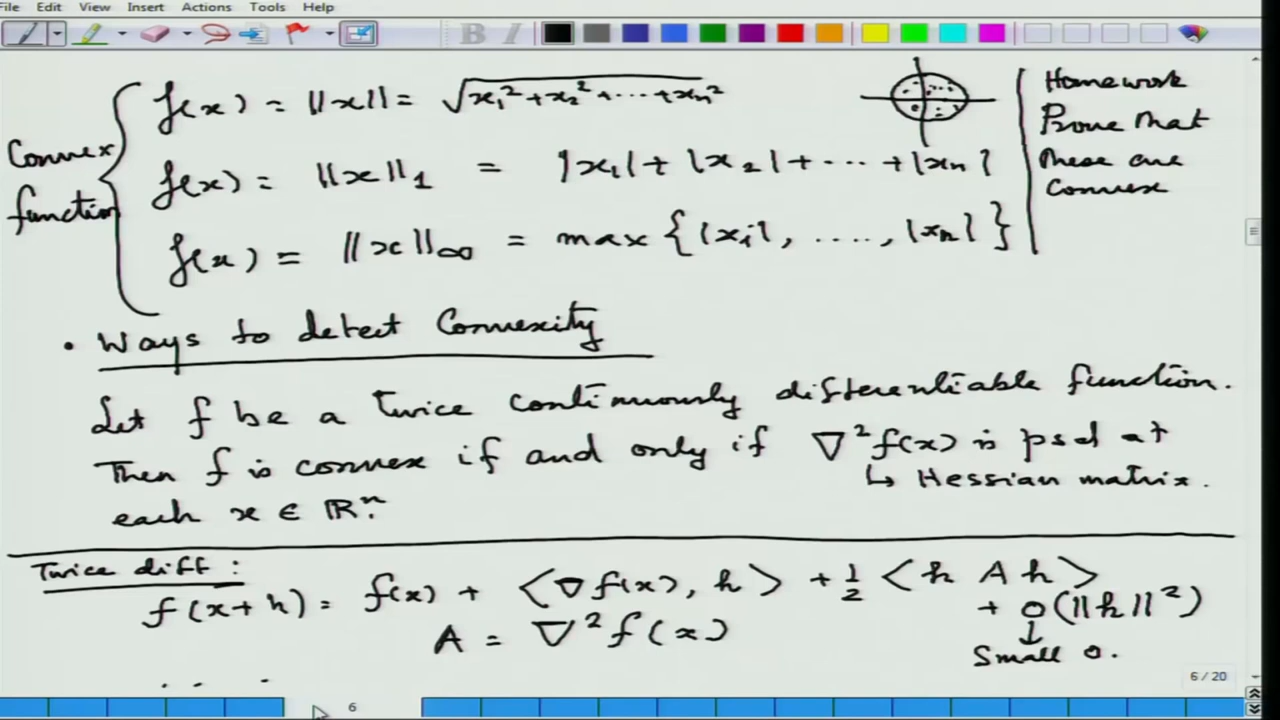 File Edit View Insert Actions Tools Help
f(x) = ||x|| = √x₁² + x₂² + ... + xₙ²
Convex function
f(x) = ||x||₁ = |x₁| + |x₂| + ... + |xₙ|
f(x) = ||x||∞ = max {|xᵢ|, ...., |xₙ|}
Homework
Prove that
these are
convex
• Ways to detect Convexity
Let f be a twice continuously differentiable function.
Then f is convex if and only if ∇²f(x) is psd at
↳ Hessian matrix.
each x ∈ ℝⁿ.
Twice diff :
f(x+h) = f(x) + ⟨∇f(x), h⟩ + ½ ⟨h Ah⟩
+ o(||h||²)
A = ∇²f(x)
↓
Small o.
6 / 20
6